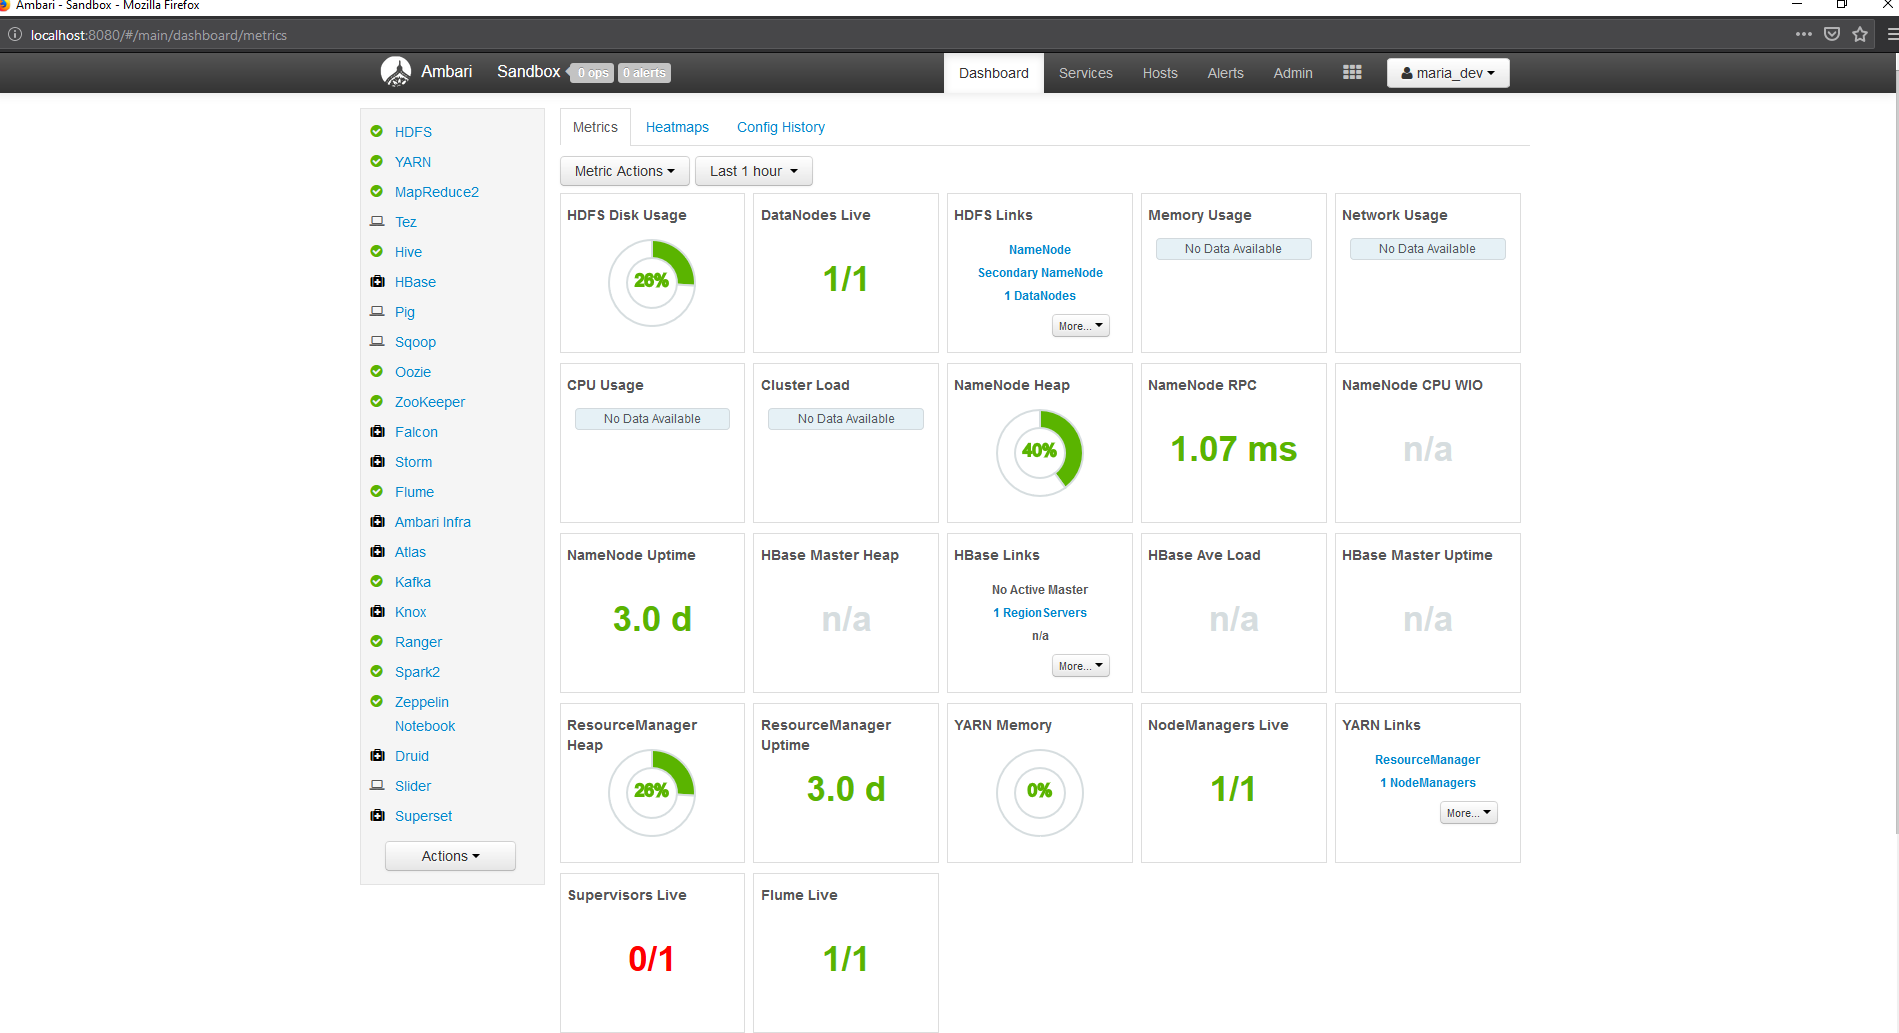 Ambari - Sandbox - Mozilla Firefox
localhost:8080/#/main/dashboard/metrics
Ambari Sandbox 0 ops 0 alerts
Dashboard Services Hosts Alerts Admin maria_dev
HDFS
YARN
MapReduce2
Tez
Hive
HBase
Pig
Sqoop
Oozie
ZooKeeper
Falcon
Storm
Flume
Ambari Infra
Atlas
Kafka
Knox
Ranger
Spark2
Zeppelin
Notebook
Druid
Slider
Superset
Actions
Metrics Heatmaps Config History
Metric Actions Last 1 hour
HDFS Disk Usage
26%
DataNodes Live
1/1
HDFS Links
NameNode
Secondary NameNode
1 DataNodes
More...
Memory Usage
No Data Available
Network Usage
No Data Available
CPU Usage
No Data Available
Cluster Load
No Data Available
NameNode Heap
40%
NameNode RPC
1.07 ms
NameNode CPU WIO
n/a
NameNode Uptime
3.0 d
HBase Master Heap
n/a
HBase Links
No Active Master
1 RegionServers
n/a
More...
HBase Ave Load
n/a
HBase Master Uptime
n/a
ResourceManager
Heap
26%
ResourceManager
Uptime
3.0 d
YARN Memory
0%
NodeManagers Live
1/1
YARN Links
ResourceManager
1 NodeManagers
More...
Supervisors Live
0/1
Flume Live
1/1